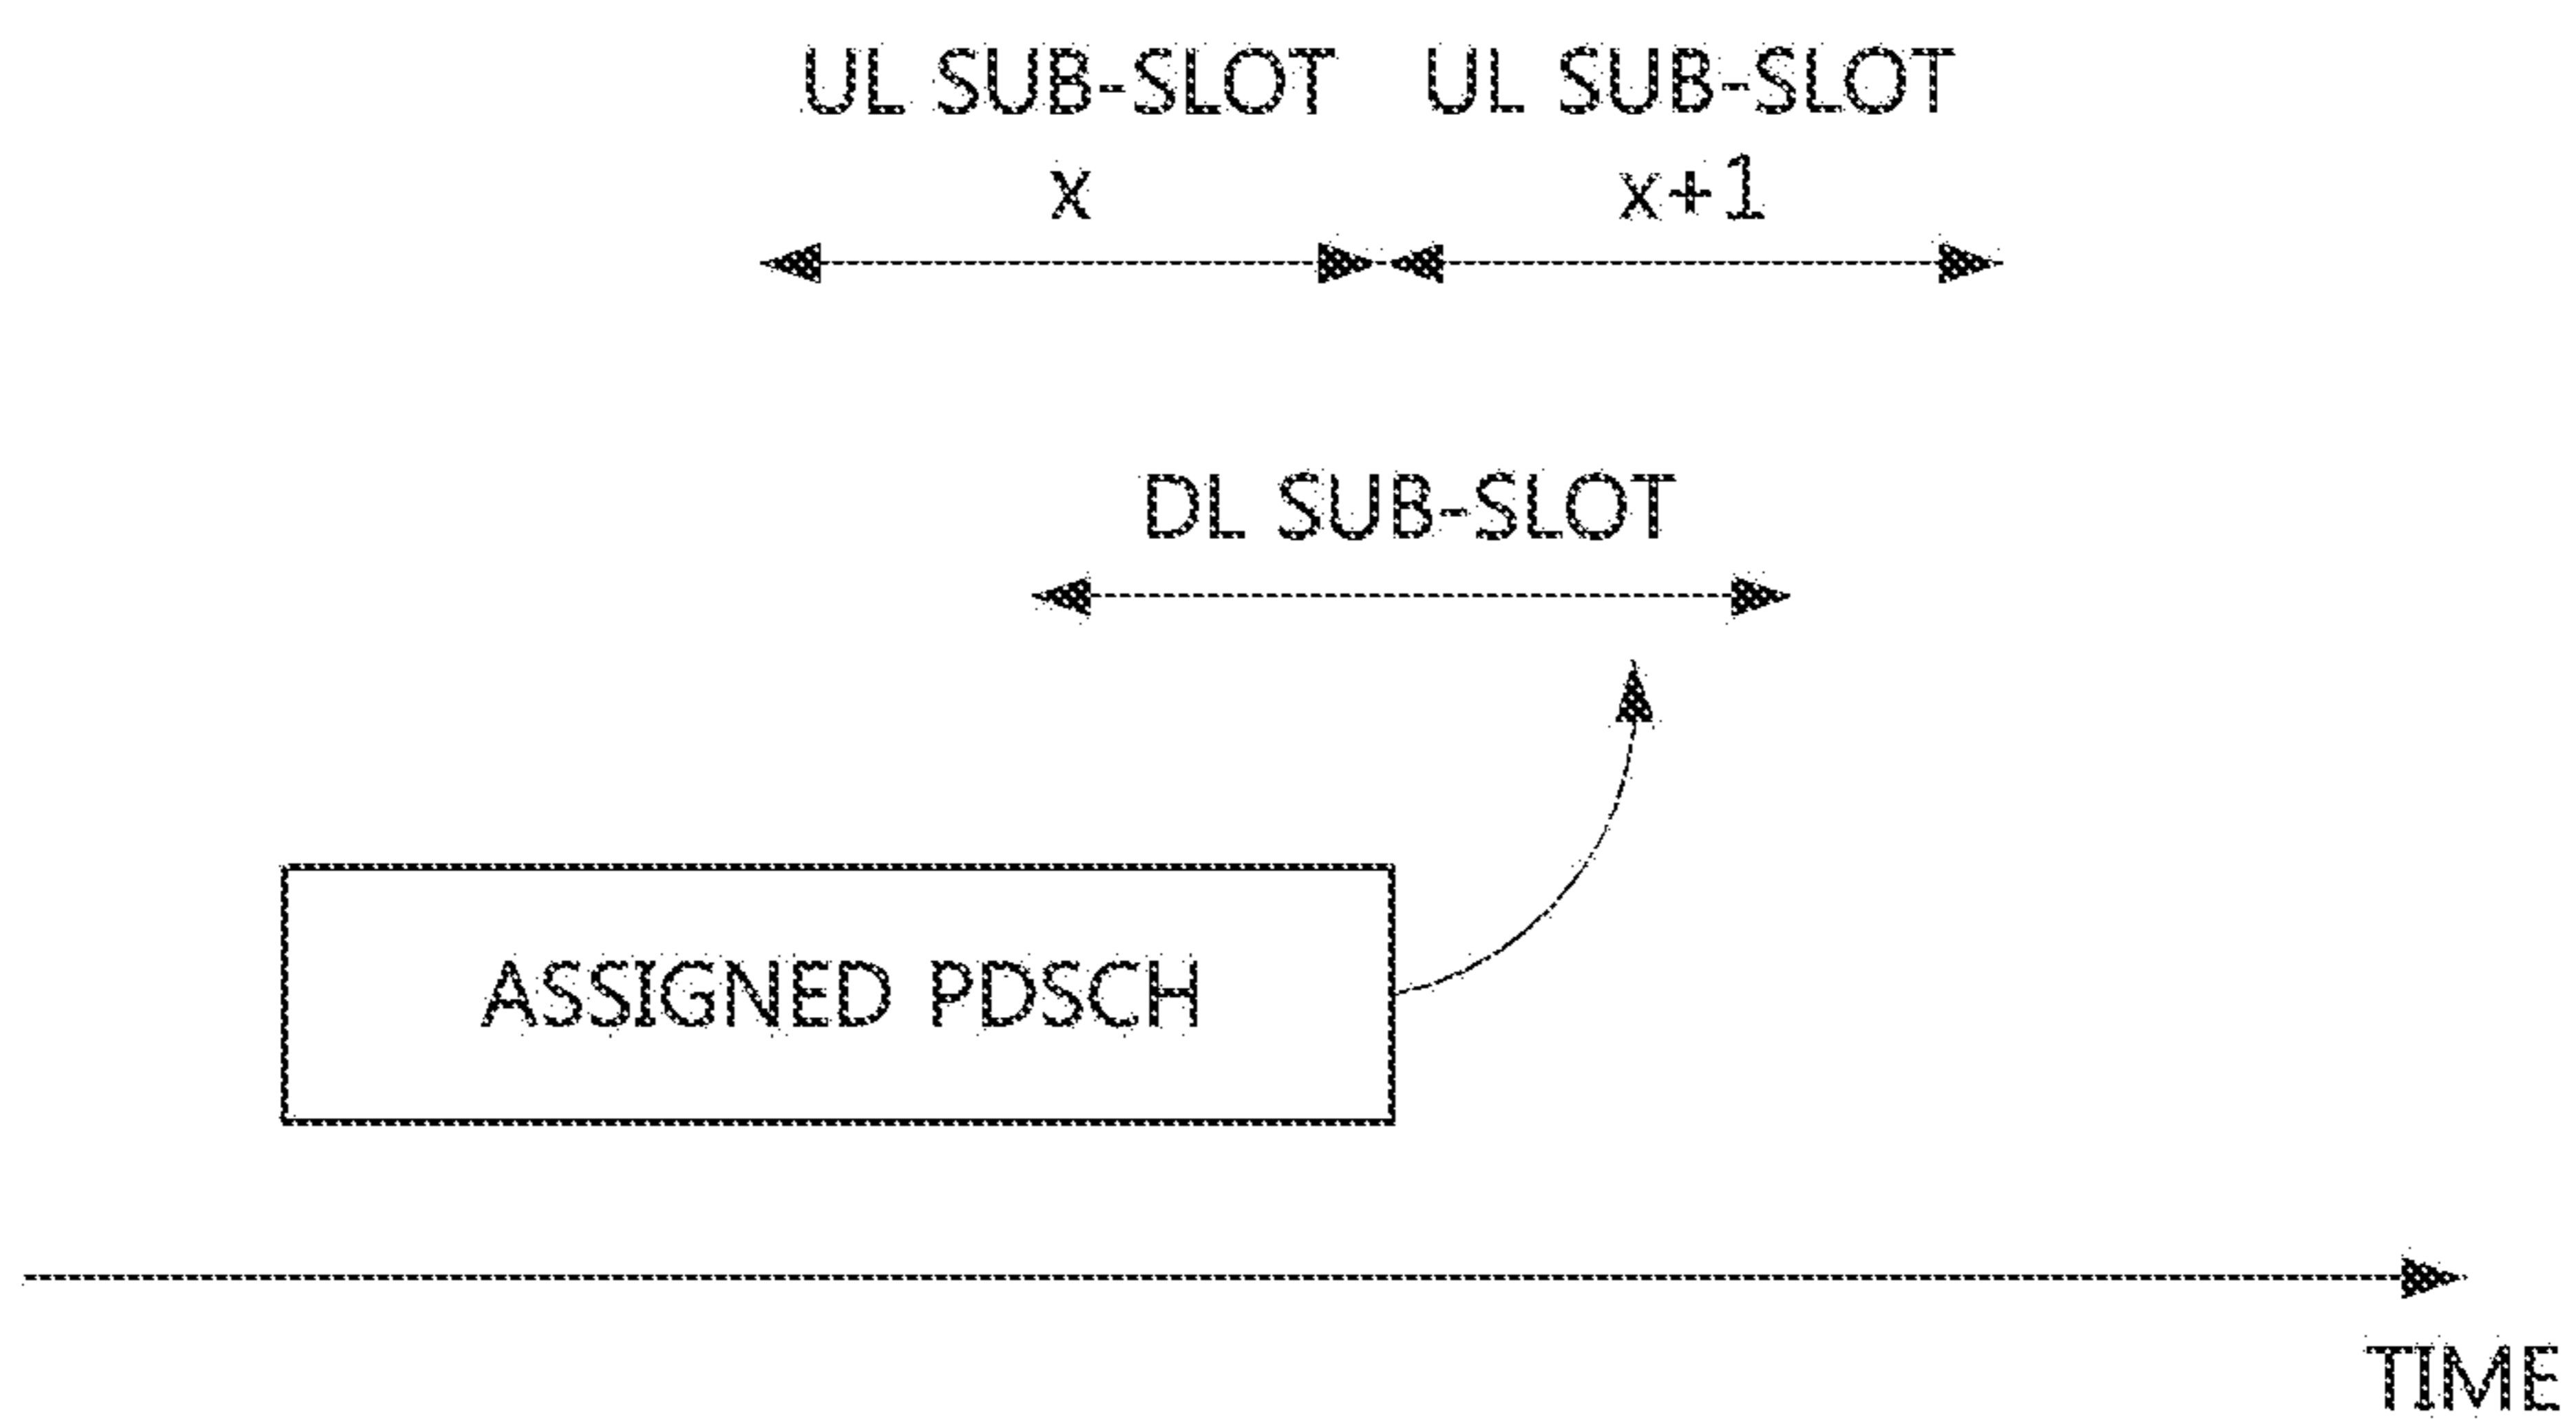 UL SUB-SLOT UL SUB-SLOT
x x+1
DL SUB-SLOT
ASSIGNED PDSCH
TIME